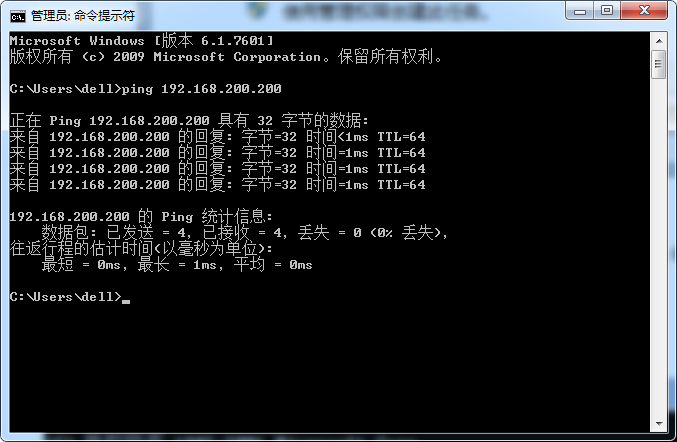 管理员: 命令提示符
Microsoft Windows [版本 6.1.7601]
版权所有 (c) 2009 Microsoft Corporation。保留所有权利。
C:\Users\dell>ping 192.168.200.200
正在 Ping 192.168.200.200 具有 32 字节的数据:
来自 192.168.200.200 的回复: 字节=32 时间<1ms TTL=64
来自 192.168.200.200 的回复: 字节=32 时间=1ms TTL=64
来自 192.168.200.200 的回复: 字节=32 时间=1ms TTL=64
来自 192.168.200.200 的回复: 字节=32 时间=1ms TTL=64
192.168.200.200 的 Ping 统计信息:
数据包: 已发送 = 4, 已接收 = 4, 丢失 = 0 (0% 丢失),
往返行程的估计时间(以毫秒为单位):
最短 = 0ms, 最长 = 1ms, 平均 = 0ms
C:\Users\dell>